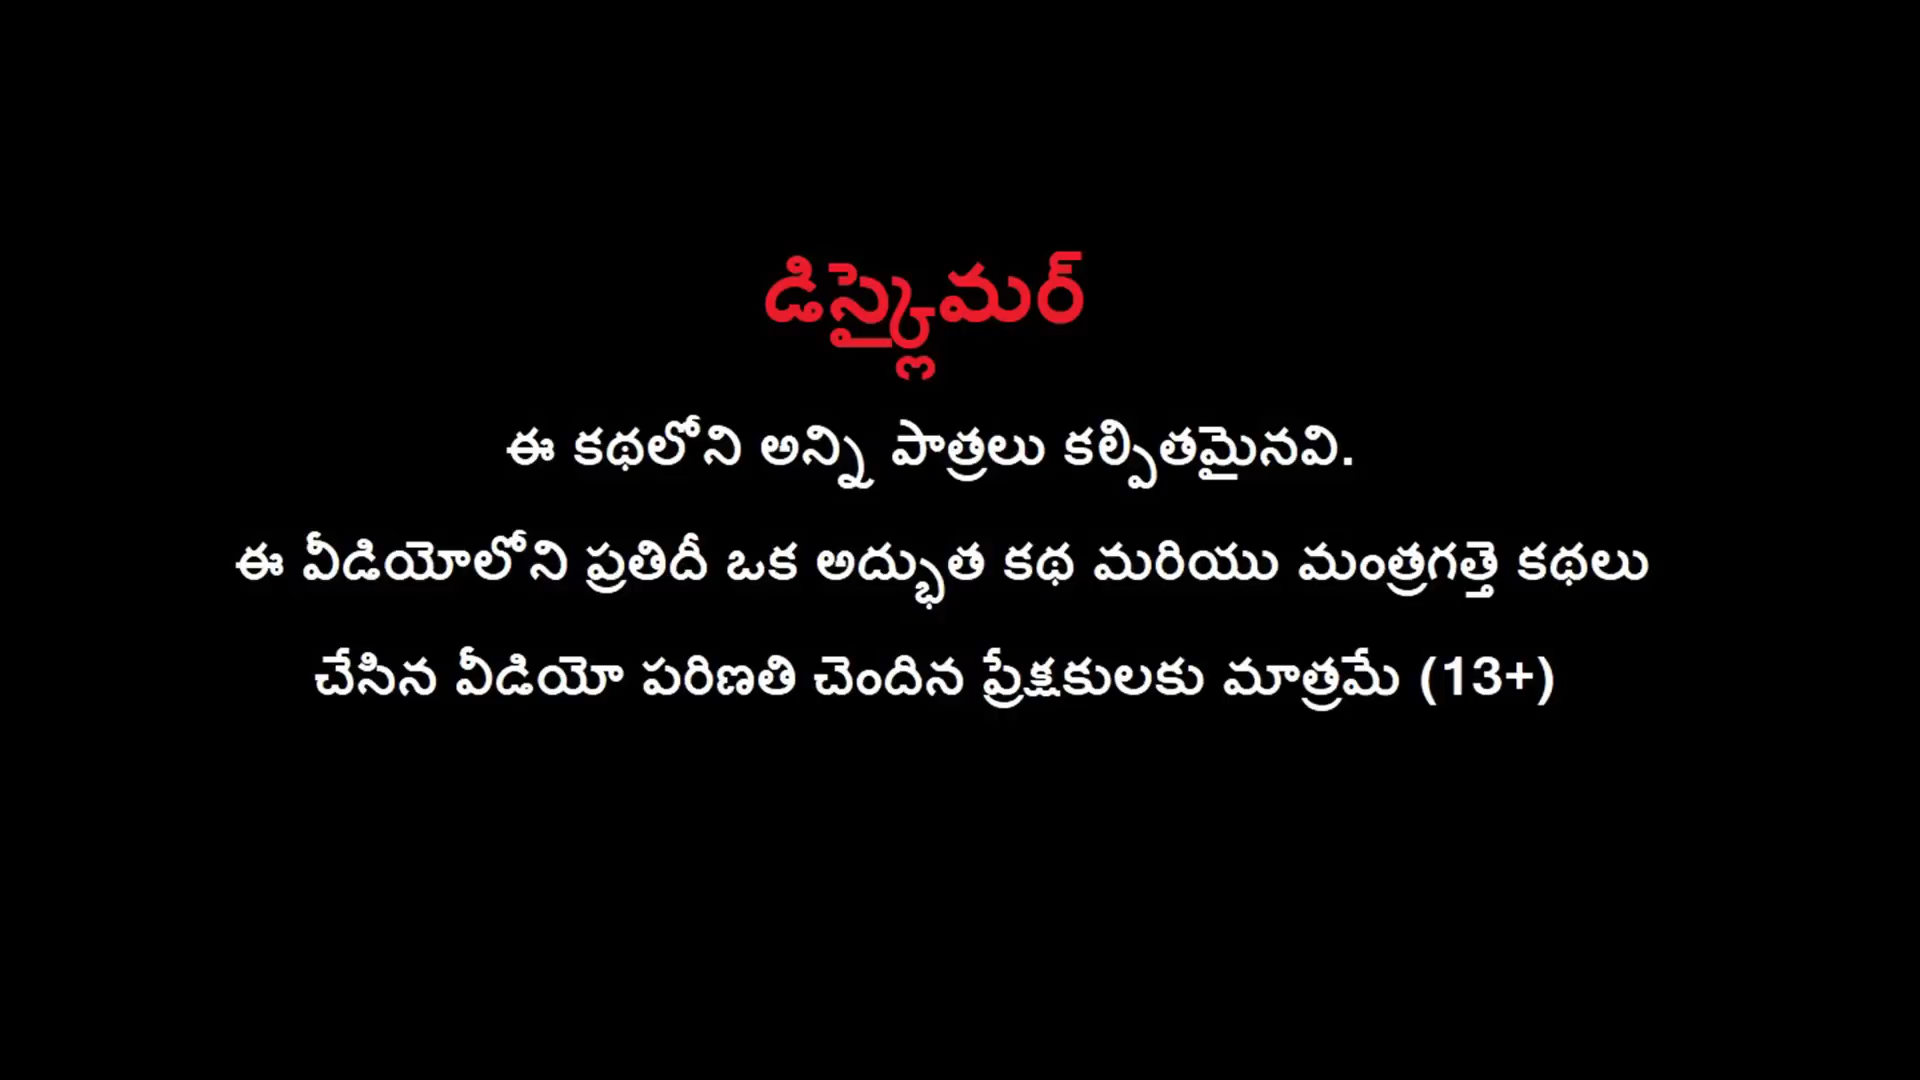 డిస్క్లైమర్
ఈ కథలోని అన్ని పాత్రలు కల్పితమైనవి.
ఈ వీడియోలోని ప్రతిదీ ఒక అద్భుత కథ మరియు మంత్రగత్తె కథలు
చేసిన వీడియో పరిణతి చెందిన ప్రేక్షకులకు మాత్రమే (13+)